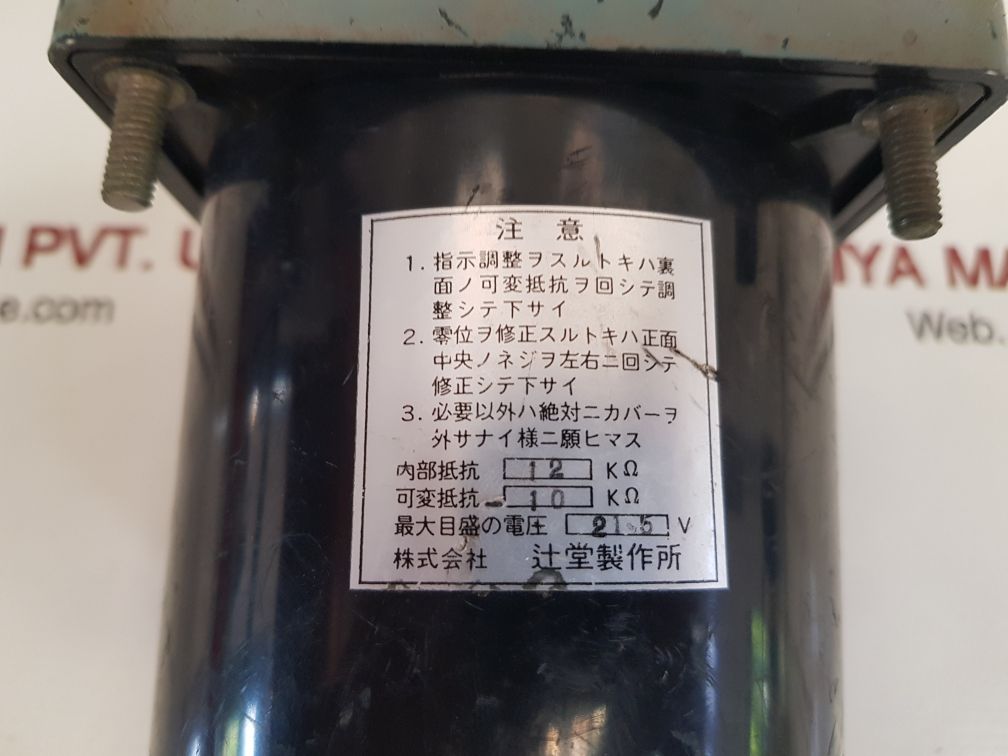 注 意
1. 指示調整ヲスルトキハ裏
面ノ可変抵抗ヲ回シテ調
整シテ下サイ
2. 零位ヲ修正スルトキハ正面
中央ノネジヲ左右ニ回シテ
修正シテ下サイ
3. 必要以外ハ絶対ニカバーヲ
外サナイ様ニ願ヒマス
内部抵抗 12 KΩ
可変抵抗 10 KΩ
最大目盛の電圧 21.5 V
株式会社 辻堂製作所
PVT.
YA MA
e.com
Web.